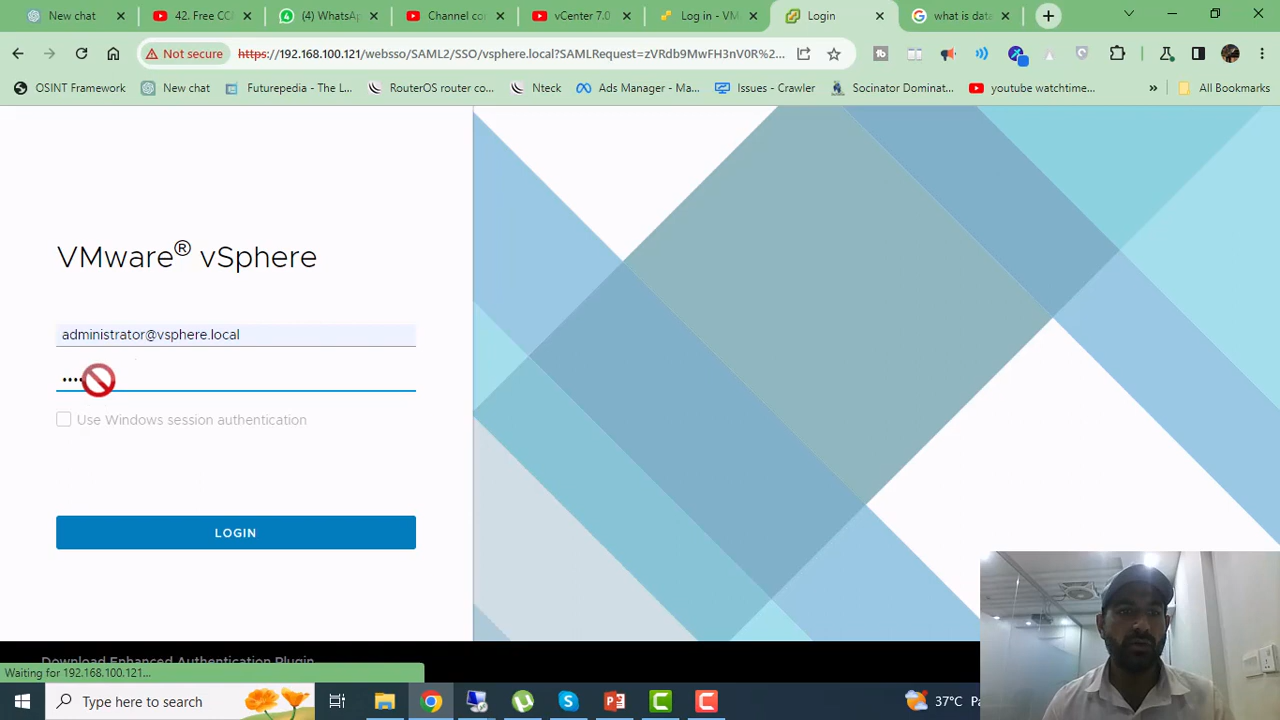 New chat
42. Free CC
(4) WhatsA
Channel co
vCenter 7.0
Log in - VM
Login
what is data
Not secure
https://192.168.100.121/websso/SAML2/SSO/vsphere.local?SAMLRequest=zVRdb9MwFH3nV0R%2...
OSINT Framework
New chat
Futurepedia - The L...
RouterOS router co...
Nteck
Ads Manager - Ma...
Issues - Crawler
Socinator Dominat...
youtube watchtime...
»
All Bookmarks
VMware® vSphere
administrator@vsphere.local
Use Windows session authentication
LOGIN
Download Enhanced Authentication Plugin
Waiting for 192.168.100.121...
Type here to search
37°C